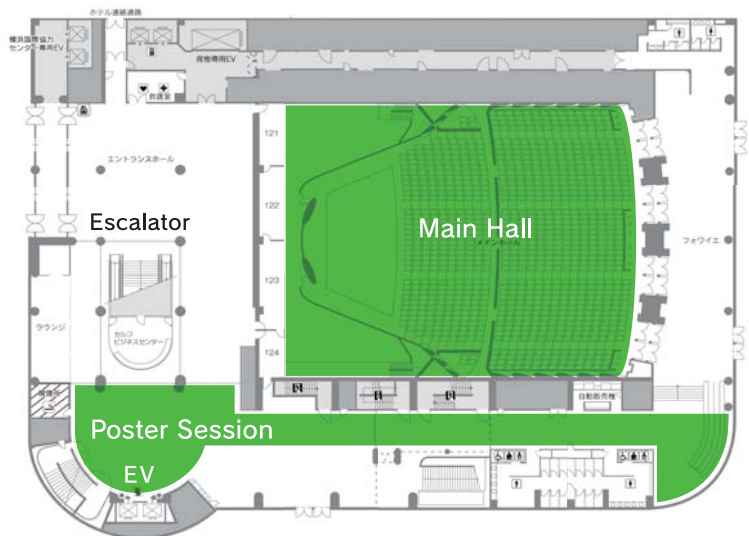 ホテル連絡通路
横浜国際協力
センター専用EV
荷物専用EV
救護室
エントランスホール
121
Escalator
122
Main Hall
メインホール
フォワイエ
123
ラウンジ
セルフ
ビジネスセンター
124
喫煙所
自動販売機
Poster Session
EV